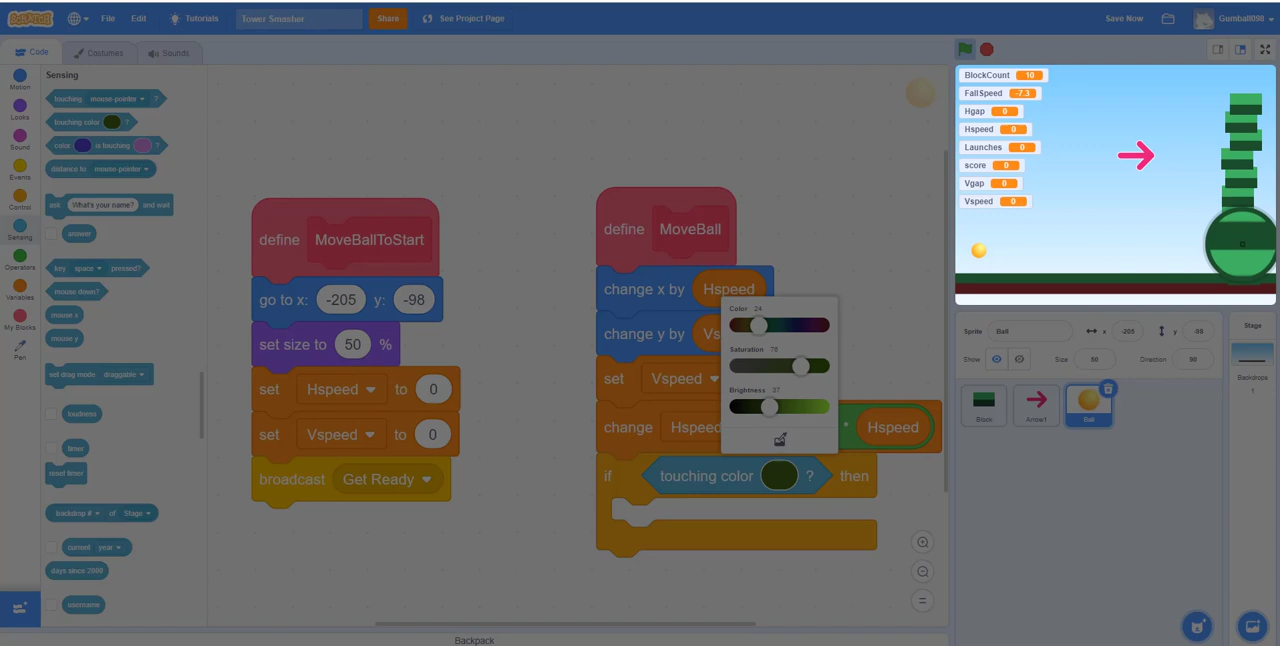 SCRATCH File Edit Tutorials Tower Smasher Share See Project Page Save Now Gumball098
Code Costumes Sounds
Motion
Looks
Sound
Events
Control
Sensing
Operators
Variables
My Blocks
Pen
Sensing
touching mouse-pointer ?
touching color ?
color is touching ?
distance to mouse-pointer
ask What's your name? and wait
answer
key space pressed?
mouse down?
mouse x
mouse y
set drag mode draggable
loudness
timer
reset timer
backdrop # of Stage
current year
days since 2000
username
define MoveBallToStart
go to x: -205 y: -98
set size to 50 %
set Hspeed to 0
set Vspeed to 0
broadcast Get Ready
define MoveBall
change x by Hspeed
change y by Vs
set Vspeed
change Hspeed * Hspeed
if touching color ? then
Color 24
Saturation 78
Brightness 37
Backpack
BlockCount 10
FallSpeed -7.3
Hgap 0
Hspeed 0
Launches 0
score 0
Vgap 0
Vspeed 0
Sprite Ball x -205 y -98
Show Size 50 Direction 90
Block Arrow1 Ball
Stage
Backdrops
1